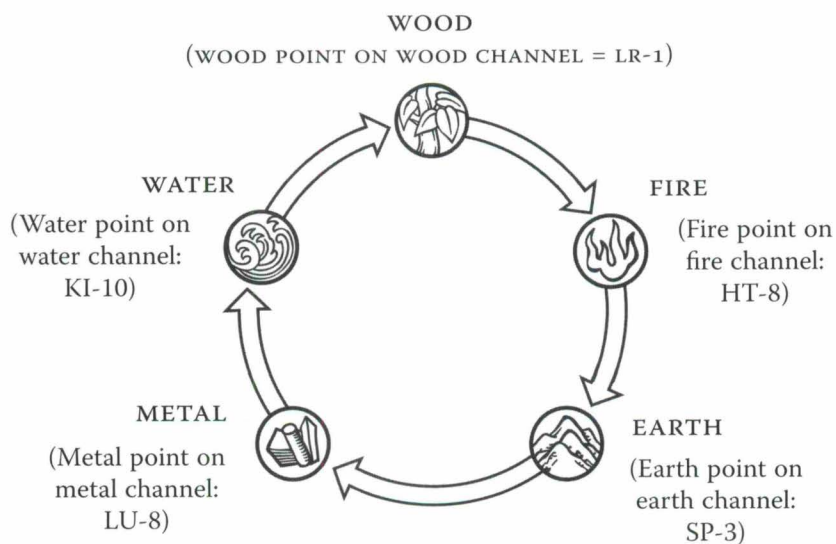 WOOD
(WOOD POINT ON WOOD CHANNEL = LR-1)
WATER
(Water point on
water channel:
KI-10)
FIRE
(Fire point on
fire channel:
HT-8)
METAL
(Metal point on
metal channel:
LU-8)
EARTH
(Earth point on
earth channel:
SP-3)